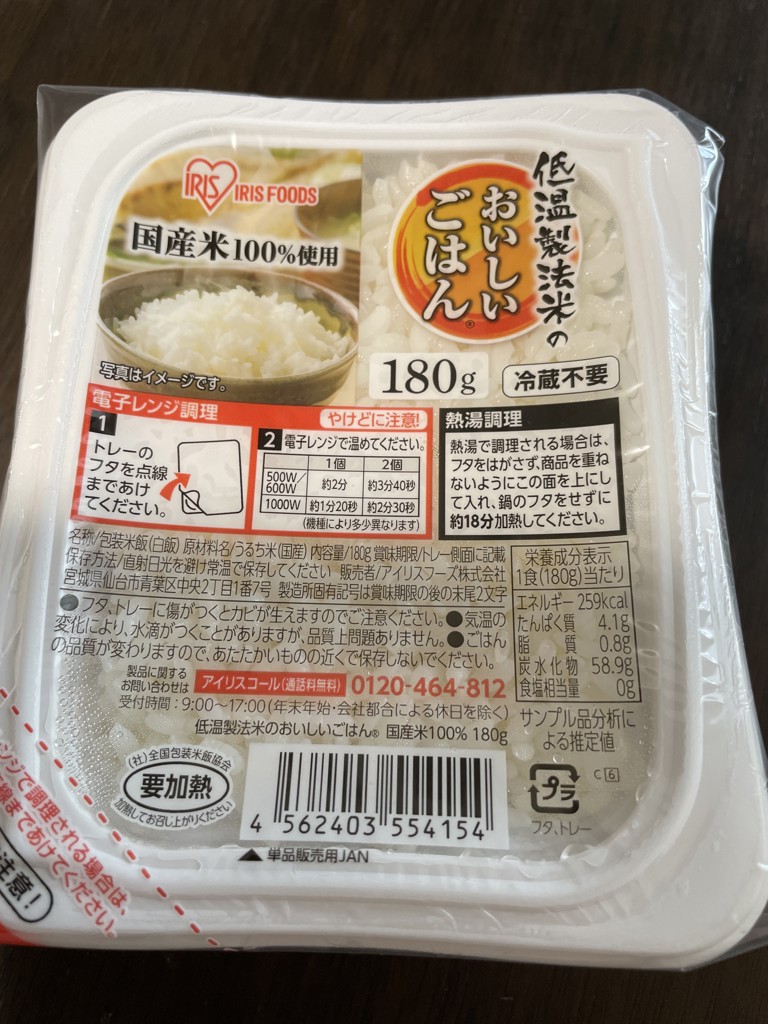 IRIS IRIS FOODS
国産米100%使用
写真はイメージです。
低温製法米の
おいしい
ごはん®
180g
冷蔵不要
電子レンジ調理
やけどに注意!
1
トレーの
フタを点線
まであけ
てください。
2 電子レンジで温めてください。
1個 2個
500W/600W 約2分 約3分40秒
1000W 約1分20秒 約2分30秒
(機種により多少異なります)
熱湯調理
熱湯で調理される場合は、
フタをはがさず、商品を重ね
ないようにこの面を上にし
て入れ、鍋のフタをせずに
約18分加熱してください。
名称/包装米飯(白飯) 原材料名/うるち米(国産) 内容量/180g 賞味期限/トレー側面に記載
保存方法/直射日光を避け常温で保存してください 販売者/アイリスフーズ株式会社
宮城県仙台市青葉区中央2丁目1番7号 製造所固有記号は賞味期限の後の末尾2文字
●フタ、トレーに傷がつくとカビが生えますのでご注意ください。●気温の
変化により、水滴がつくことがありますが、品質上問題ありません。●ごはん
の品質が変わりますので、あたたかいものの近くで保存しないでください。
製品に関する
お問い合わせは アイリスコール(通話料無料) 0120-464-812
受付時間:9:00〜17:00(年末年始・会社都合による休日を除く)
低温製法米のおいしいごはん® 国産米100% 180g
栄養成分表示
1食(180g)当たり
エネルギー 259kcal
たんぱく質 4.1g
脂質 0.8g
炭水化物 58.9g
食塩相当量 0g
サンプル品分析に
よる推定値
(社)全国包装米飯協会
要加熱
加熱してお召し上がりください
4 562403 554154
▲ 単品販売用JAN
プラ
C 6
フタ、トレー
ンジで調理される場合は、
線まであけてください。
注意!